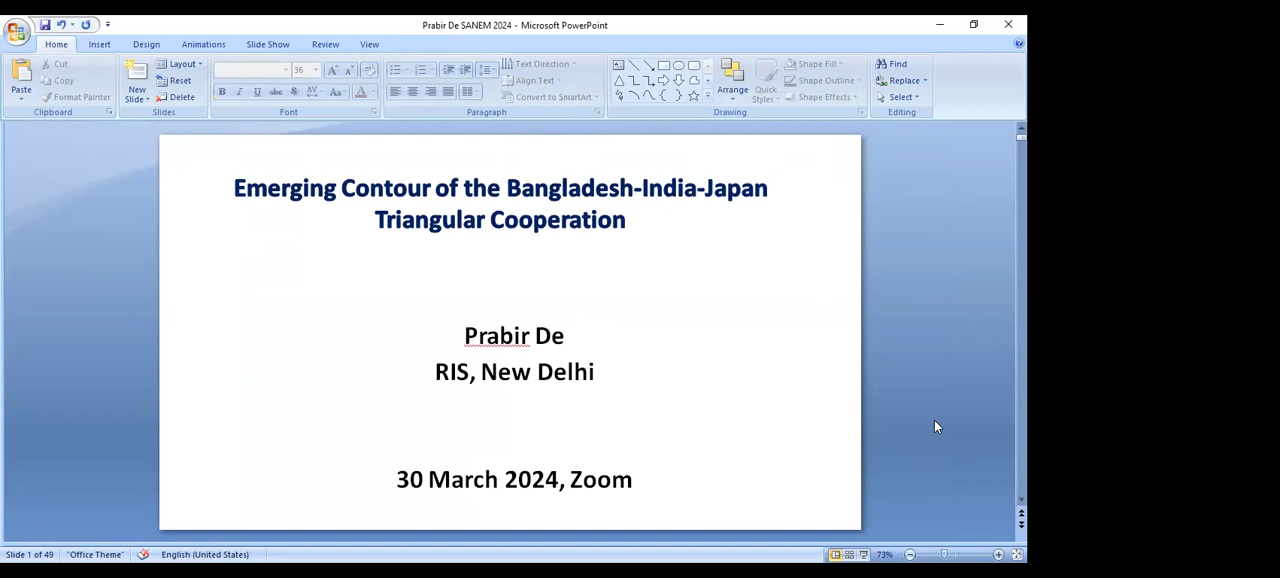 Prabir De SANEM 2024 - Microsoft PowerPoint
Home Insert Design Animations Slide Show Review View
Paste
Cut
Copy
Format Painter
Clipboard
New Slide
Layout
Reset
Delete
Slides
36
B I U abc S AV Aa A
Font
Text Direction
Align Text
Convert to SmartArt
Paragraph
Arrange
Quick Styles
Shape Fill
Shape Outline
Shape Effects
Drawing
Find
Replace
Select
Editing
Emerging Contour of the Bangladesh-India-Japan
Triangular Cooperation
Prabir De
RIS, New Delhi
30 March 2024, Zoom
Slide 1 of 49 "Office Theme" English (United States) 73%